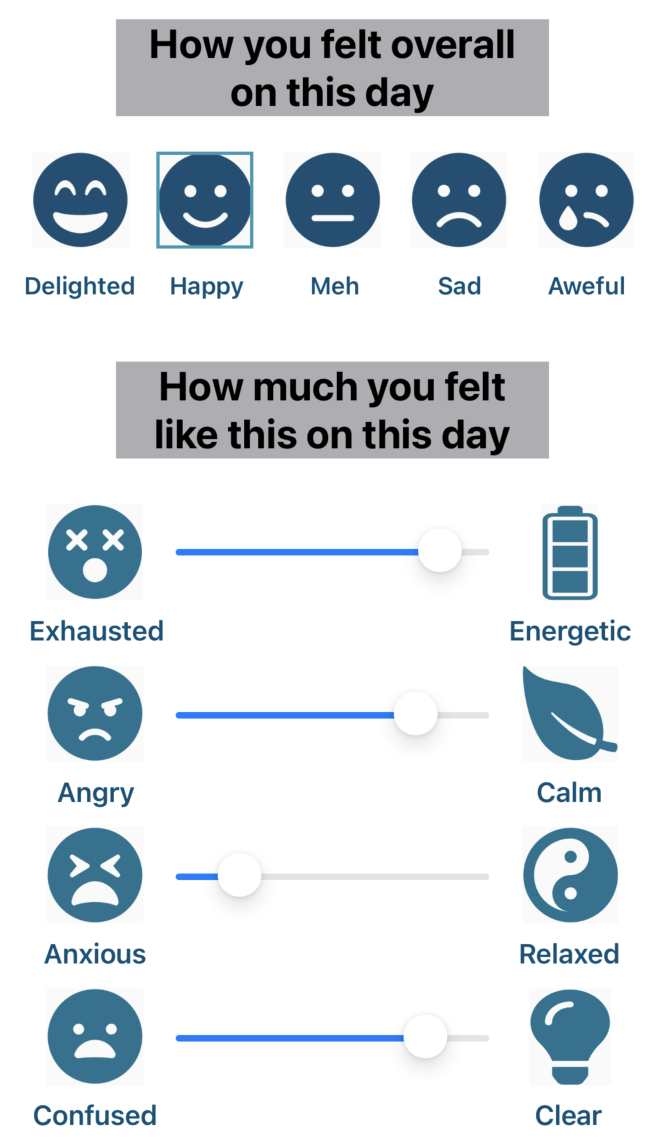 How you felt overall
on this day
Delighted Happy Meh Sad Aweful
How much you felt
like this on this day
Exhausted Energetic
Angry Calm
Anxious Relaxed
Confused Clear